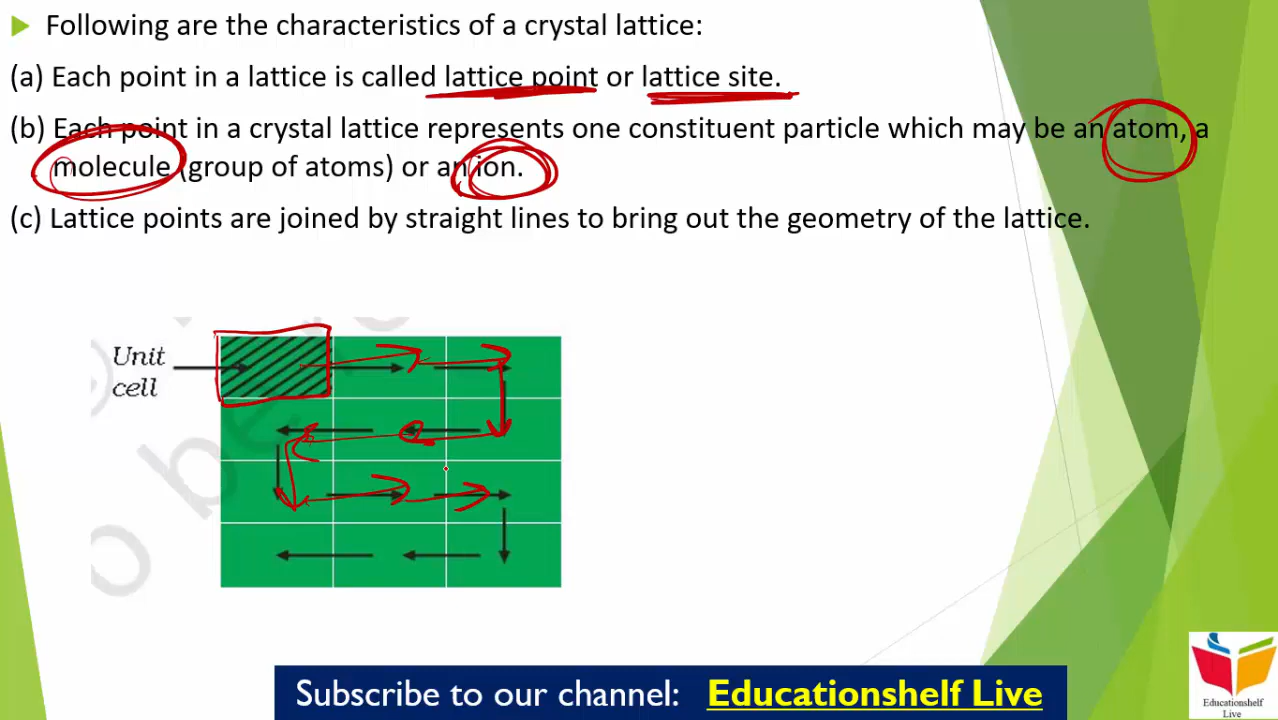 Following are the characteristics of a crystal lattice:
(a) Each point in a lattice is called lattice point or lattice site.
(b) Each point in a crystal lattice represents one constituent particle which may be an atom, a
molecule (group of atoms) or an ion.
(c) Lattice points are joined by straight lines to bring out the geometry of the lattice.
Unit
cell
Subscribe to our channel: Educationshelf Live
Educationshelf
Live